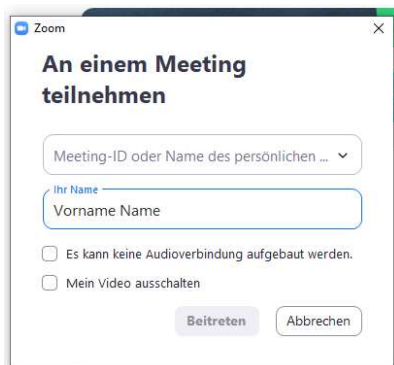 Zoom
An einem Meeting
teilnehmen
Meeting-ID oder Name des persönlichen ...
Ihr Name
Vorname Name
Es kann keine Audioverbindung aufgebaut werden.
Mein Video ausschalten
Beitreten Abbrechen